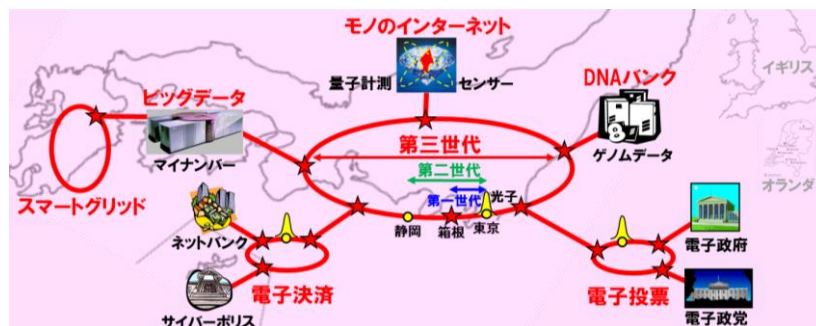 モノのインターネット
量子計測
センサー
DNAバンク
イギリス
ビッグデータ
第三世代
ゲノムデータ
マイナンバー
第二世代
オランダ
第一世代
光子
スマートグリッド
静岡
箱根
東京
ネットバンク
電子政府
電子決済
電子投票
サイバーポリス
電子政党